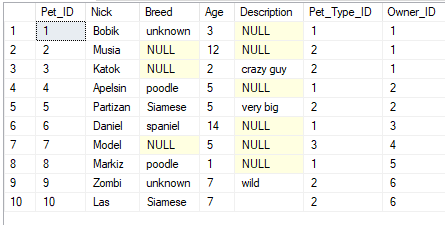 Pet_ID Nick Breed Age Description Pet_Type_ID Owner_ID
1 1 Bobik unknown 3 NULL 1 1
2 2 Musia NULL 12 NULL 2 1
3 3 Katok NULL 2 crazy guy 2 1
4 4 Apelsin poodle 5 NULL 1 2
5 5 Partizan Siamese 5 very big 2 2
6 6 Daniel spaniel 14 NULL 1 3
7 7 Model NULL 5 NULL 3 4
8 8 Markiz poodle 1 NULL 1 5
9 9 Zombi unknown 7 wild 2 6
10 10 Las Siamese 7 2 6